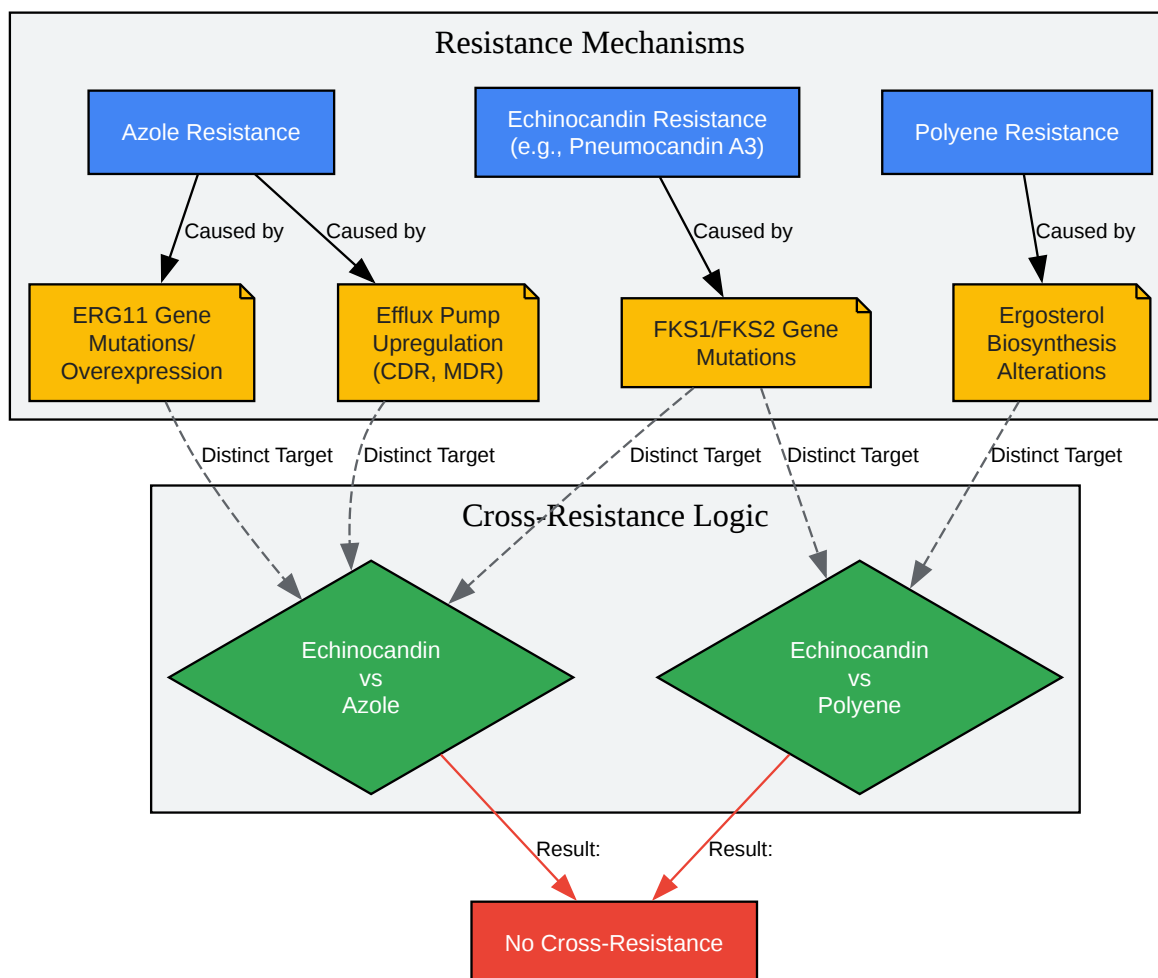 Resistance Mechanisms
Azole Resistance
Echinocandin Resistance
(e.g., Pneumocandin A3)
Polyene Resistance
Caused by
Caused by
Caused by
Caused by
ERG11 Gene
Mutations/
Overexpression
Efflux Pump
Upregulation
(CDR, MDR)
FKS1/FKS2 Gene
Mutations
Ergosterol
Biosynthesis
Alterations
Distinct Target
Distinct Target
Distinct Target
Distinct Target
Distinct Target
Cross-Resistance Logic
Echinocandin
vs
Azole
Echinocandin
vs
Polyene
Result:
Result:
No Cross-Resistance